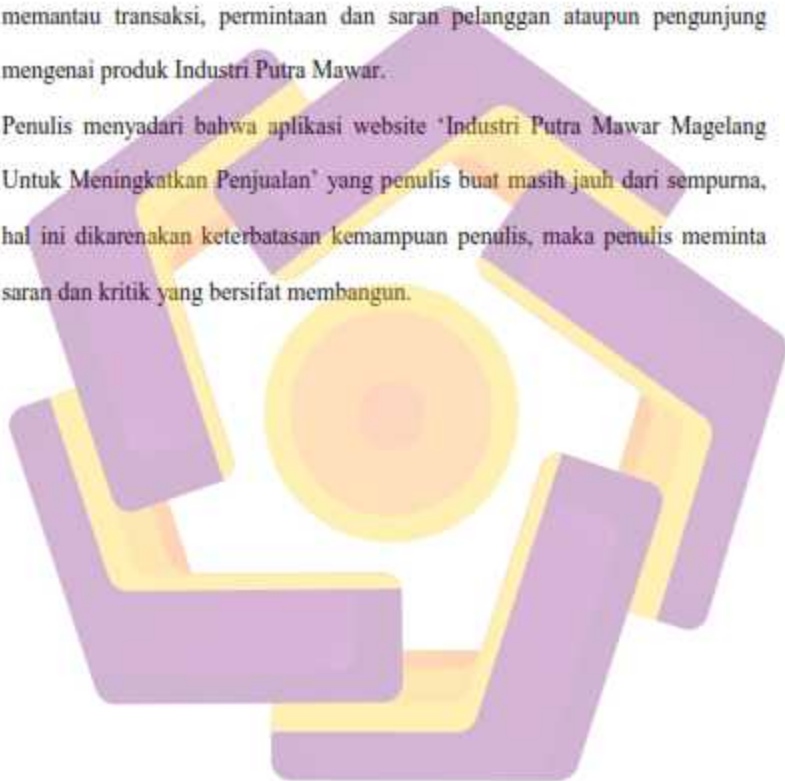 memantau transaksi, permintaan dan saran pelanggan ataupun pengunjung
mengenai produk Industri Putra Mawar.
Penulis menyadari bahwa aplikasi website ‘Industri Putra Mawar Magelang
Untuk Meningkatkan Penjualan’ yang penulis buat masih jauh dari sempurna,
hal ini dikarenakan keterbatasan kemampuan penulis, maka penulis meminta
saran dan kritik yang bersifat membangun.